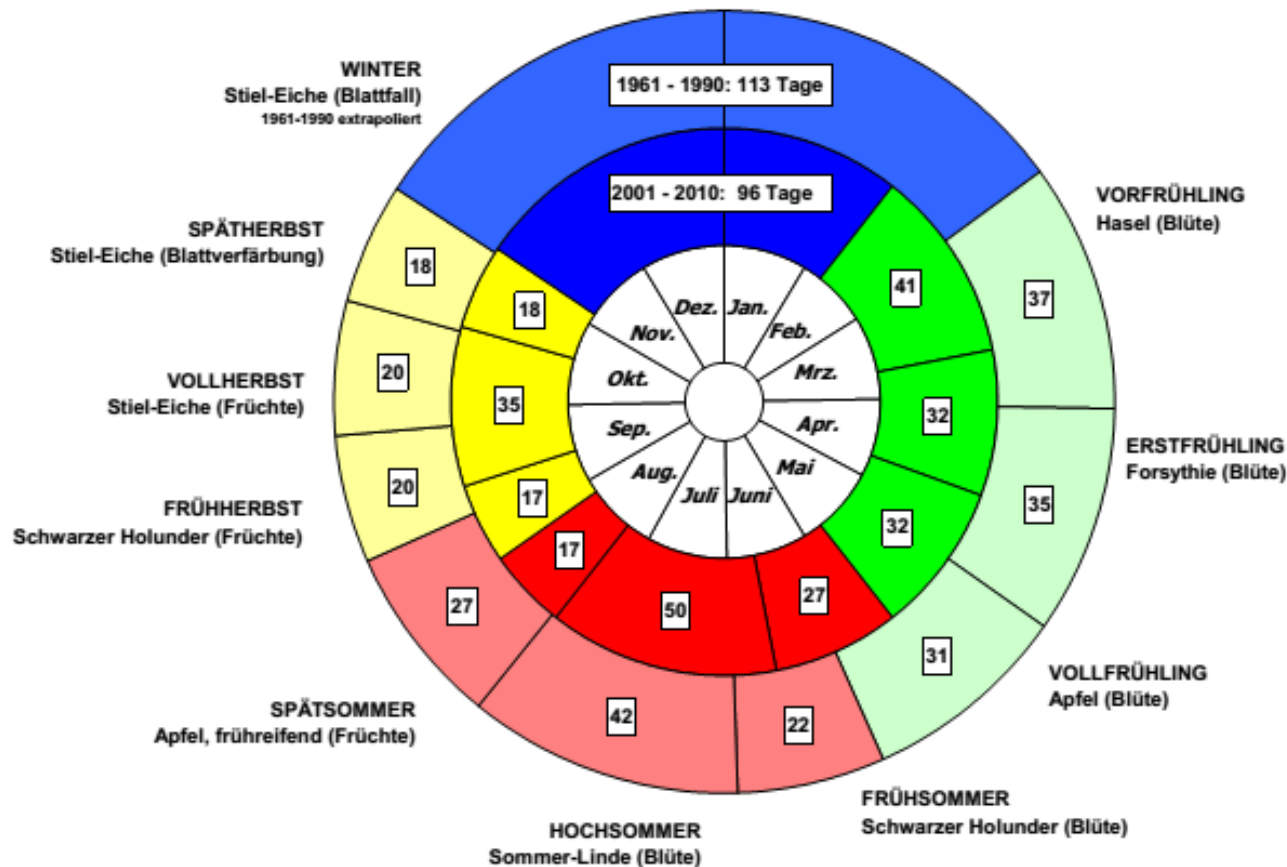 WINTER
Stiel-Eiche (Blattfall)
1961-1990 extrapoliert
1961 - 1990: 113 Tage
2001 - 2010: 96 Tage
VORFRÜHLING
Hasel (Blüte)
37
41
ERSTFRÜHLING
Forsythie (Blüte)
35
32
VOLLFRÜHLING
Apfel (Blüte)
31
32
FRÜHSOMMER
Schwarzer Holunder (Blüte)
22
27
HOCHSOMMER
Sommer-Linde (Blüte)
42
50
SPÄTSOMMER
Apfel, frühreifend (Früchte)
27
17
FRÜHHERBST
Schwarzer Holunder (Früchte)
20
17
VOLLHERBST
Stiel-Eiche (Früchte)
20
35
SPÄTHERBST
Stiel-Eiche (Blattverfärbung)
18
18
Jan.
Feb.
Mrz.
Apr.
Mai
Juni
Juli
Aug.
Sep.
Okt.
Nov.
Dez.